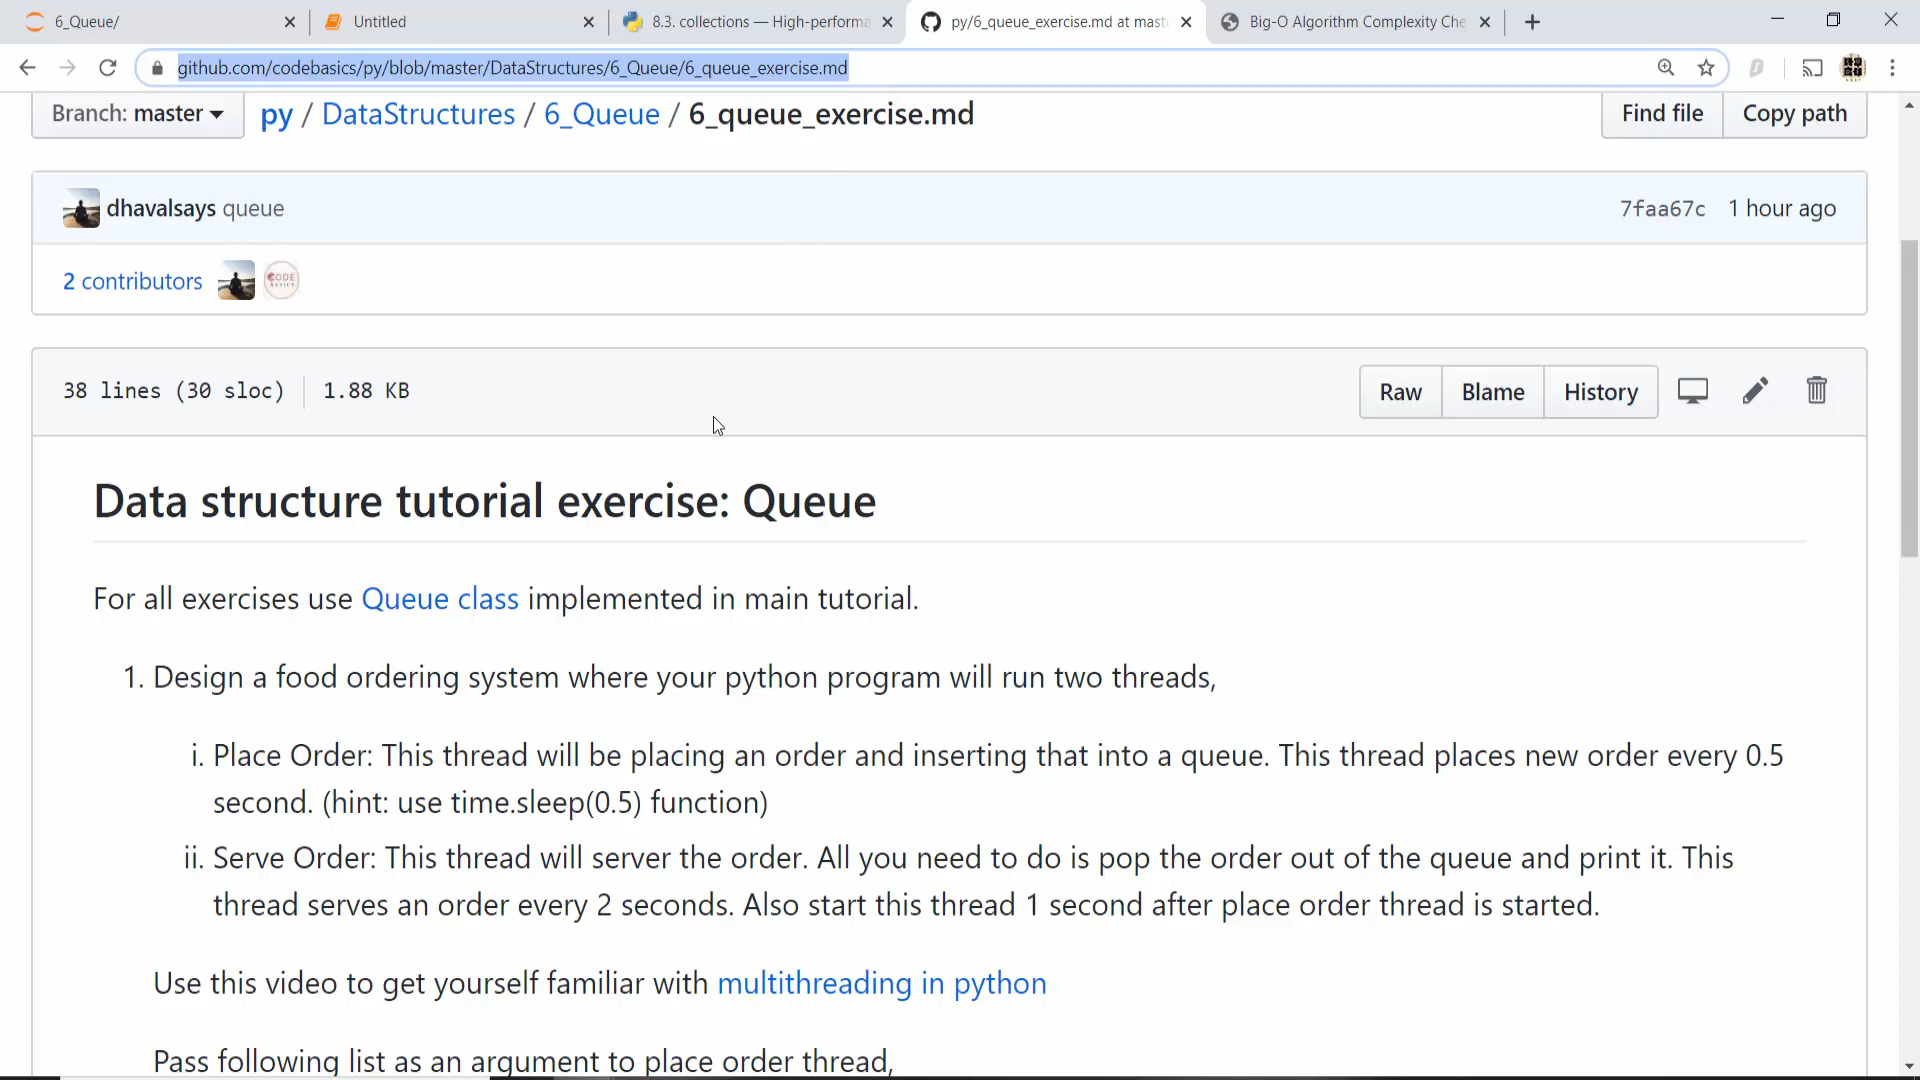 6_Queue/
Untitled
8.3. collections — High-performa
py/6_queue_exercise.md at mast
Big-O Algorithm Complexity Che
github.com/codebasics/py/blob/master/DataStructures/6_Queue/6_queue_exercise.md
Branch: master
py / DataStructures / 6_Queue / 6_queue_exercise.md
Find file
Copy path
dhavalsays queue
7faa67c 1 hour ago
2 contributors
CODE
BASICS
38 lines (30 sloc)
1.88 KB
Raw
Blame
History
Data structure tutorial exercise: Queue
For all exercises use Queue class implemented in main tutorial.
1. Design a food ordering system where your python program will run two threads,
i. Place Order: This thread will be placing an order and inserting that into a queue. This thread places new order every 0.5
second. (hint: use time.sleep(0.5) function)
ii. Serve Order: This thread will server the order. All you need to do is pop the order out of the queue and print it. This
thread serves an order every 2 seconds. Also start this thread 1 second after place order thread is started.
Use this video to get yourself familiar with multithreading in python
Pass following list as an argument to place order thread,